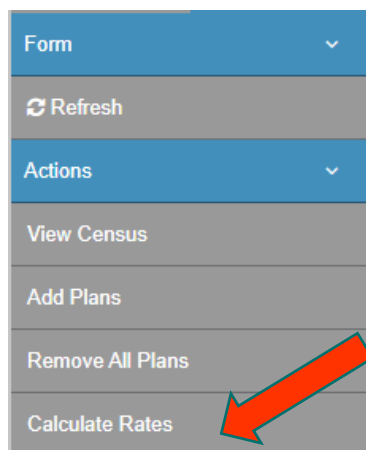 Form
Refresh
Actions
View Census
Add Plans
Remove All Plans
Calculate Rates